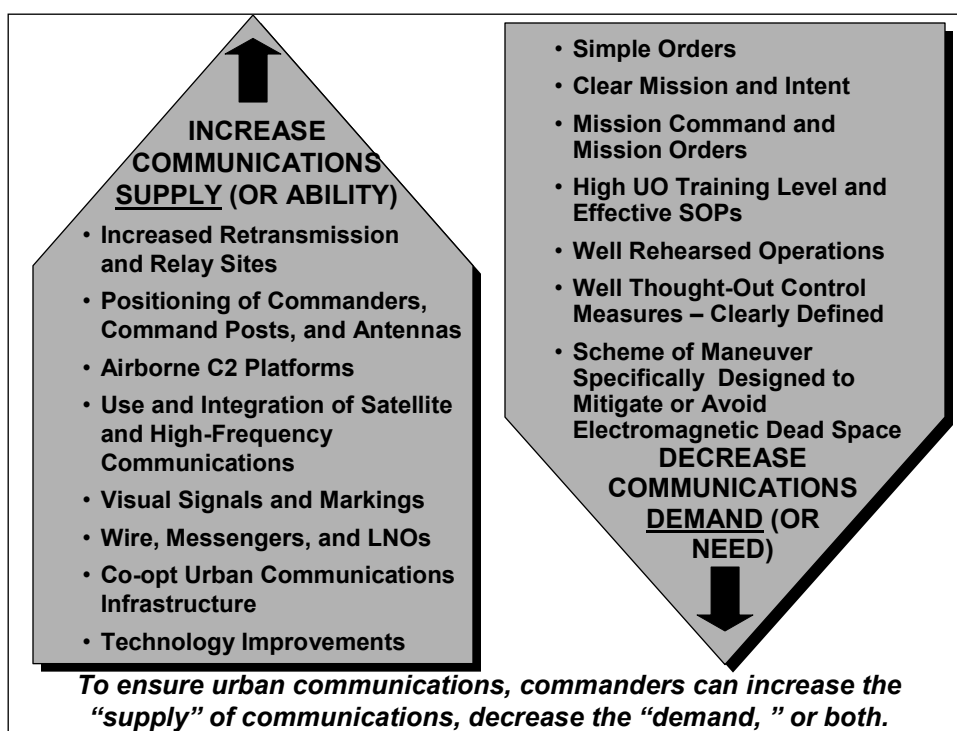 INCREASE
COMMUNICATIONS
SUPPLY (OR ABILITY)
• Increased Retransmission
and Relay Sites
• Positioning of Commanders,
Command Posts, and Antennas
• Airborne C2 Platforms
• Use and Integration of Satellite
and High-Frequency
Communications
• Visual Signals and Markings
• Wire, Messengers, and LNOs
• Co-opt Urban Communications
Infrastructure
• Technology Improvements
• Simple Orders
• Clear Mission and Intent
• Mission Command and
Mission Orders
• High UO Training Level and
Effective SOPs
• Well Rehearsed Operations
• Well Thought-Out Control
Measures – Clearly Defined
• Scheme of Maneuver
Specifically Designed to
Mitigate or Avoid
Electromagnetic Dead Space
DECREASE
COMMUNICATIONS
DEMAND (OR
NEED)
To ensure urban communications, commanders can increase the
“supply” of communications, decrease the “demand, ” or both.